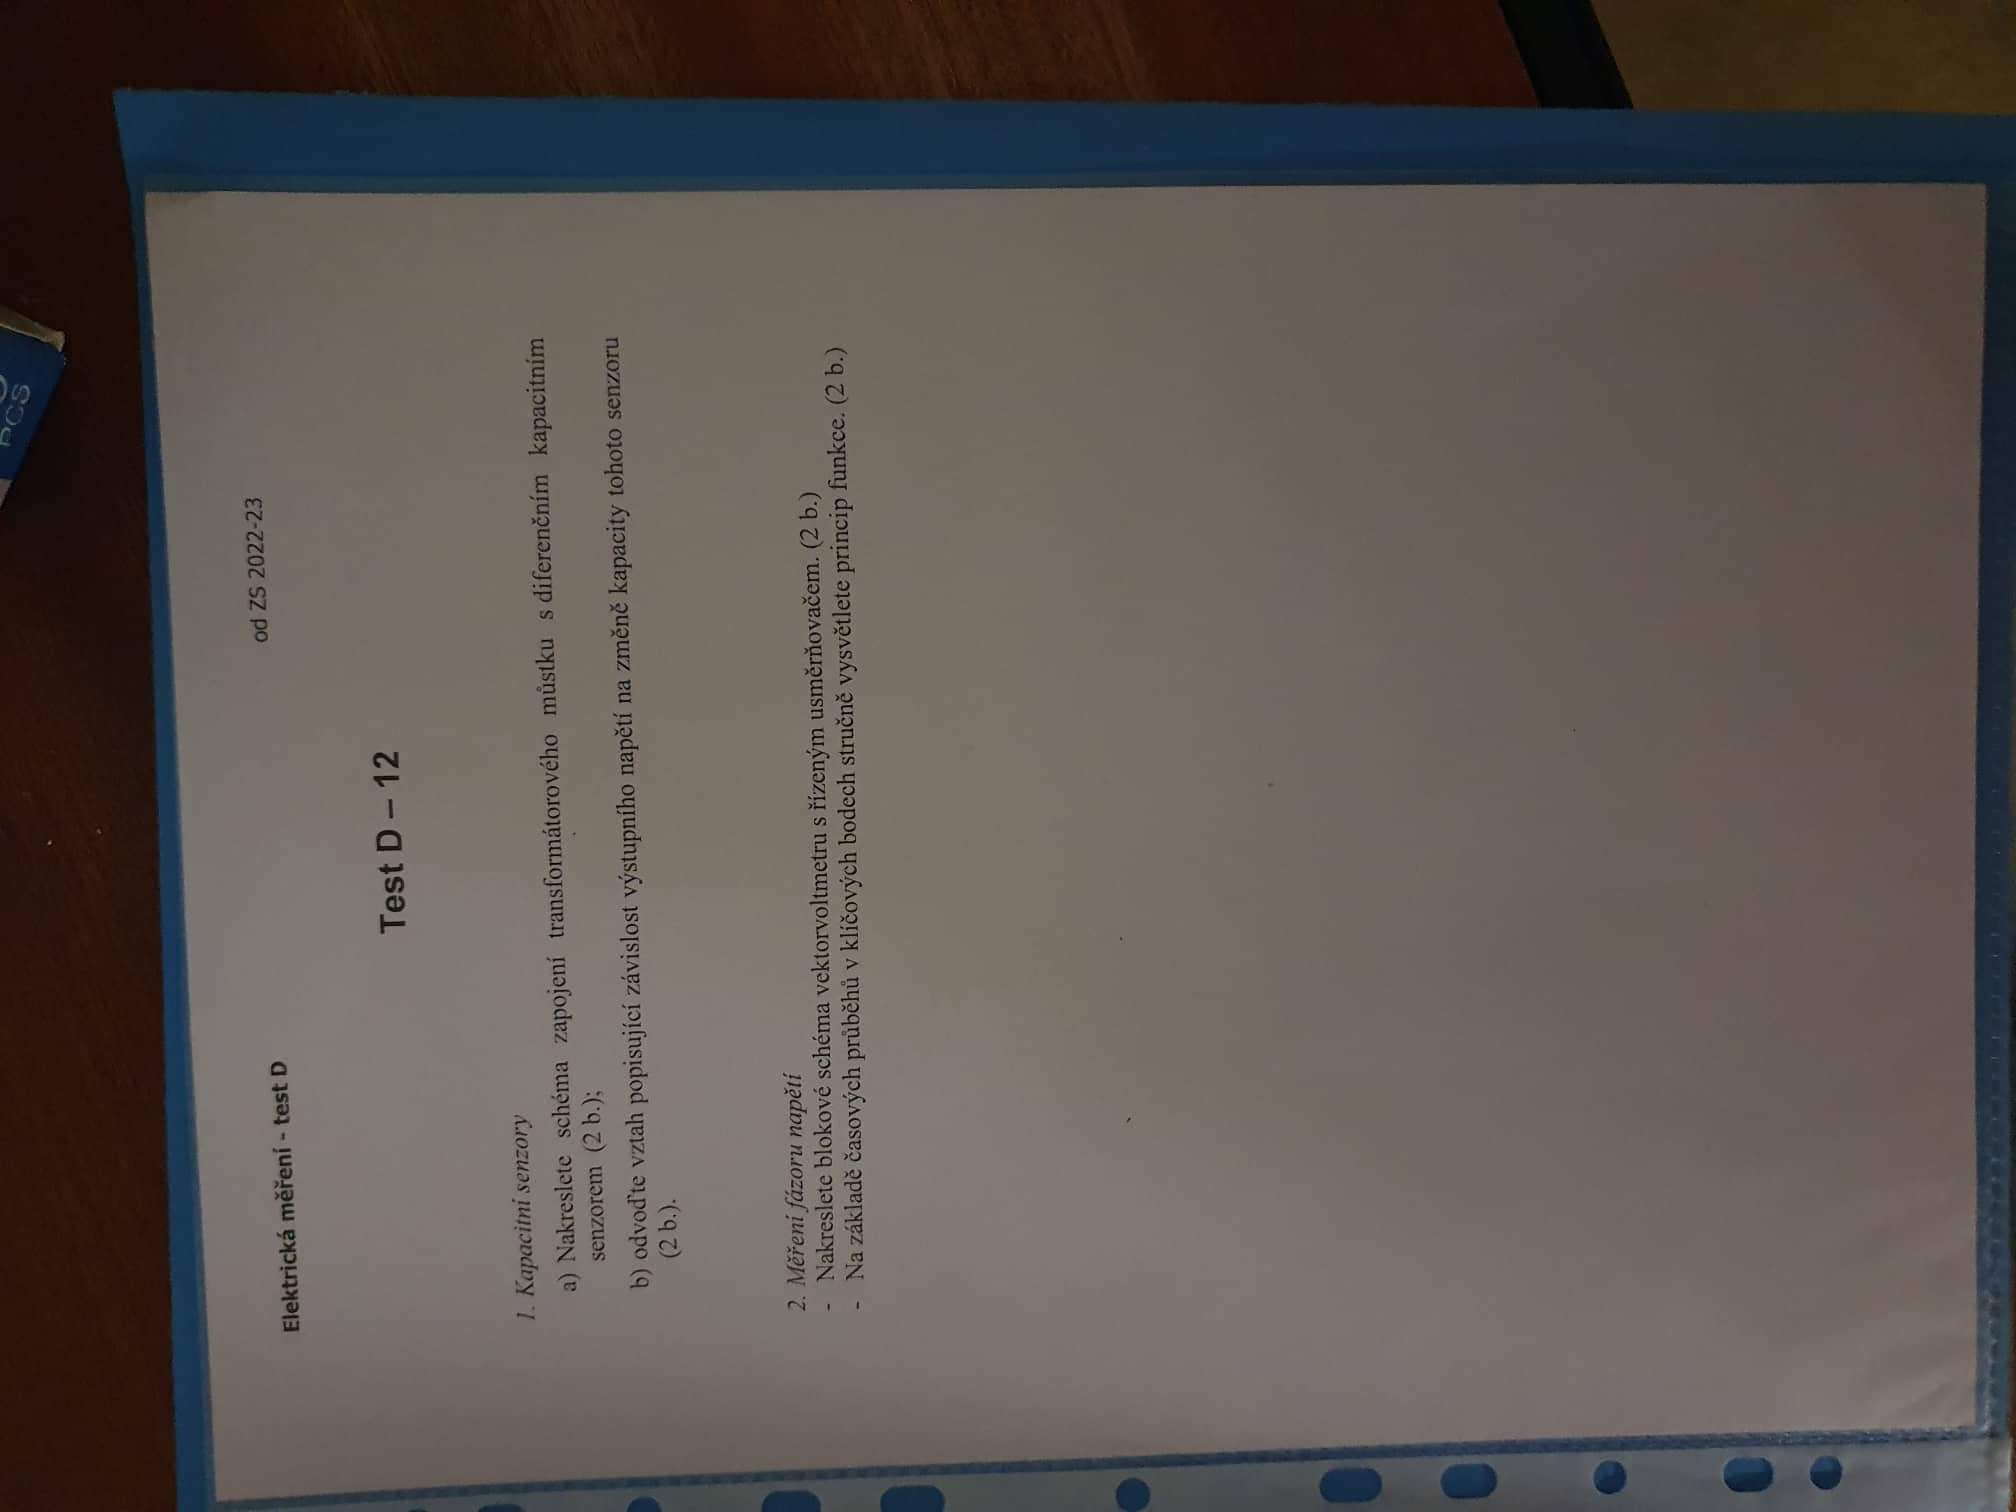 Elektrická měření - test D
od ZS 2022-23
Test D – 12
1. Kapacitní senzory
a) Nakreslete schéma zapojení transformátorového můstku s diferenčním kapacitním
senzorem (2 b.);
b) odvoďte vztah popisující závislost výstupního napětí na změně kapacity tohoto senzoru
(2 b.).
2. Měření fázoru napětí
- Nakreslete blokové schéma vektorvoltmetru s řízeným usměrňovačem. (2 b.)
- Na základě časových průběhů v klíčových bodech stručně vysvětlete princip funkce. (2 b.)
PCS